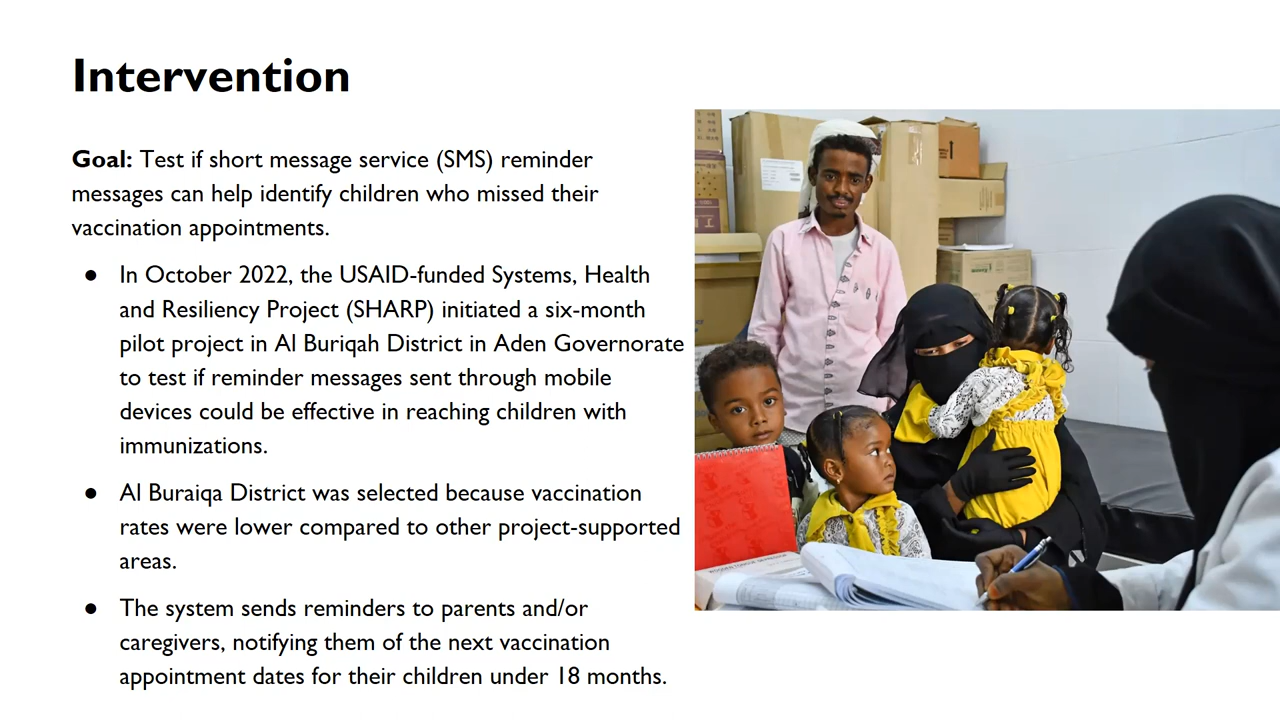 Intervention
Goal: Test if short message service (SMS) reminder
messages can help identify children who missed their
vaccination appointments.
● In October 2022, the USAID-funded Systems, Health
and Resiliency Project (SHARP) initiated a six-month
pilot project in Al Buriqah District in Aden Governorate
to test if reminder messages sent through mobile
devices could be effective in reaching children with
immunizations.
● Al Buraiqa District was selected because vaccination
rates were lower compared to other project-supported
areas.
● The system sends reminders to parents and/or
caregivers, notifying them of the next vaccination
appointment dates for their children under 18 months.